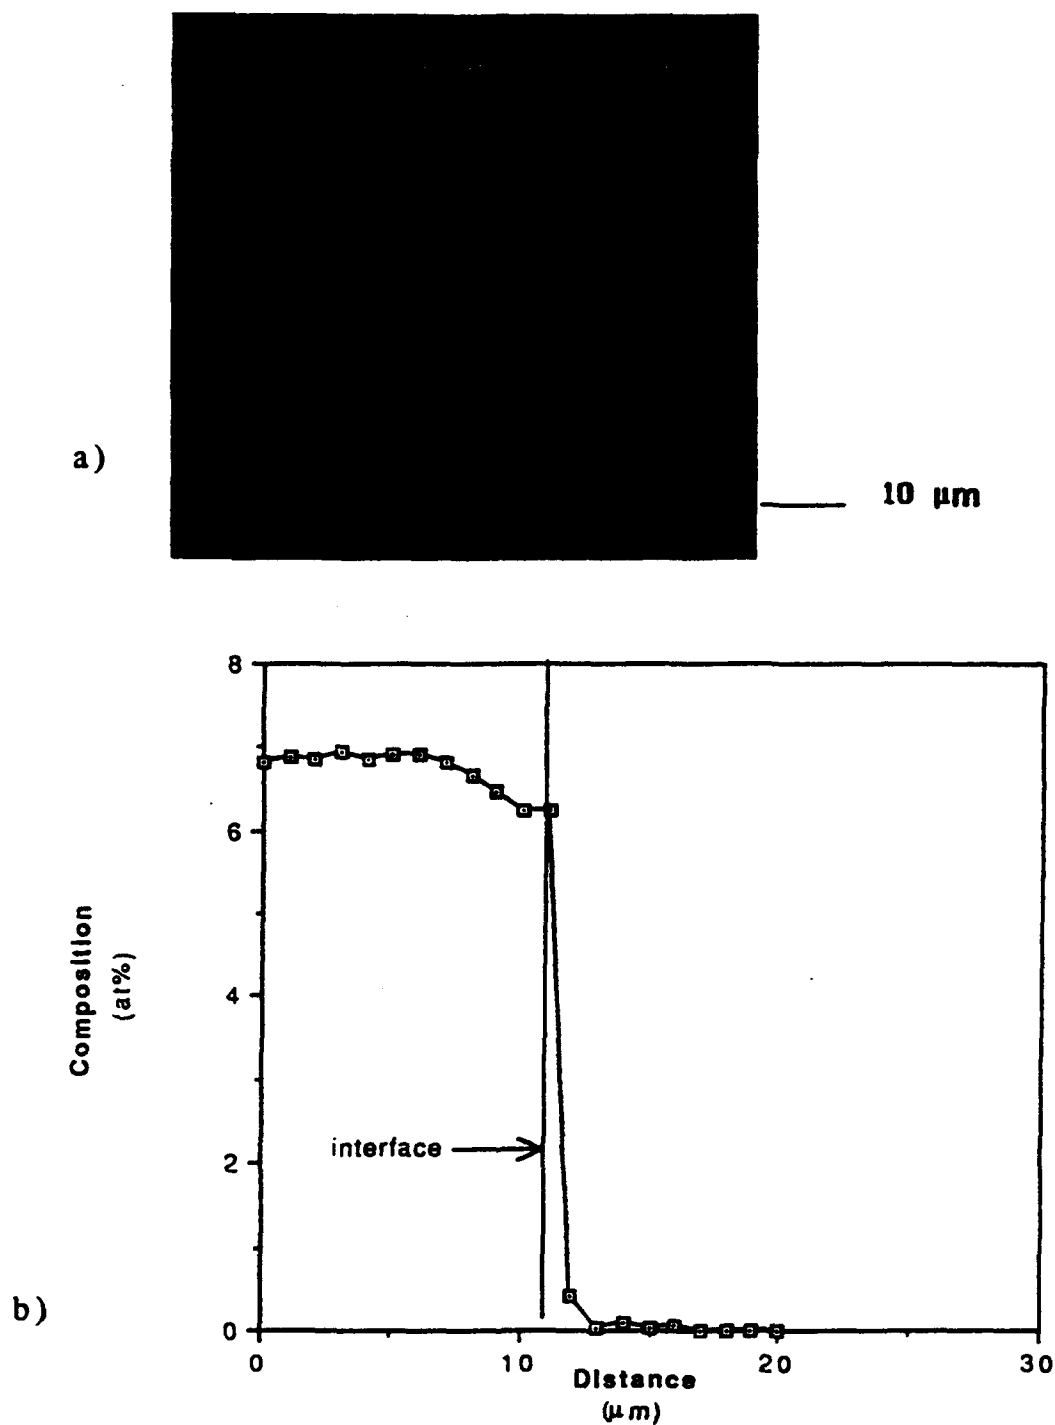 a)
10 μm
8
6
4
2
0
Composition
(at%)
interface
b)
0
10
20
30
Distance
(μm)